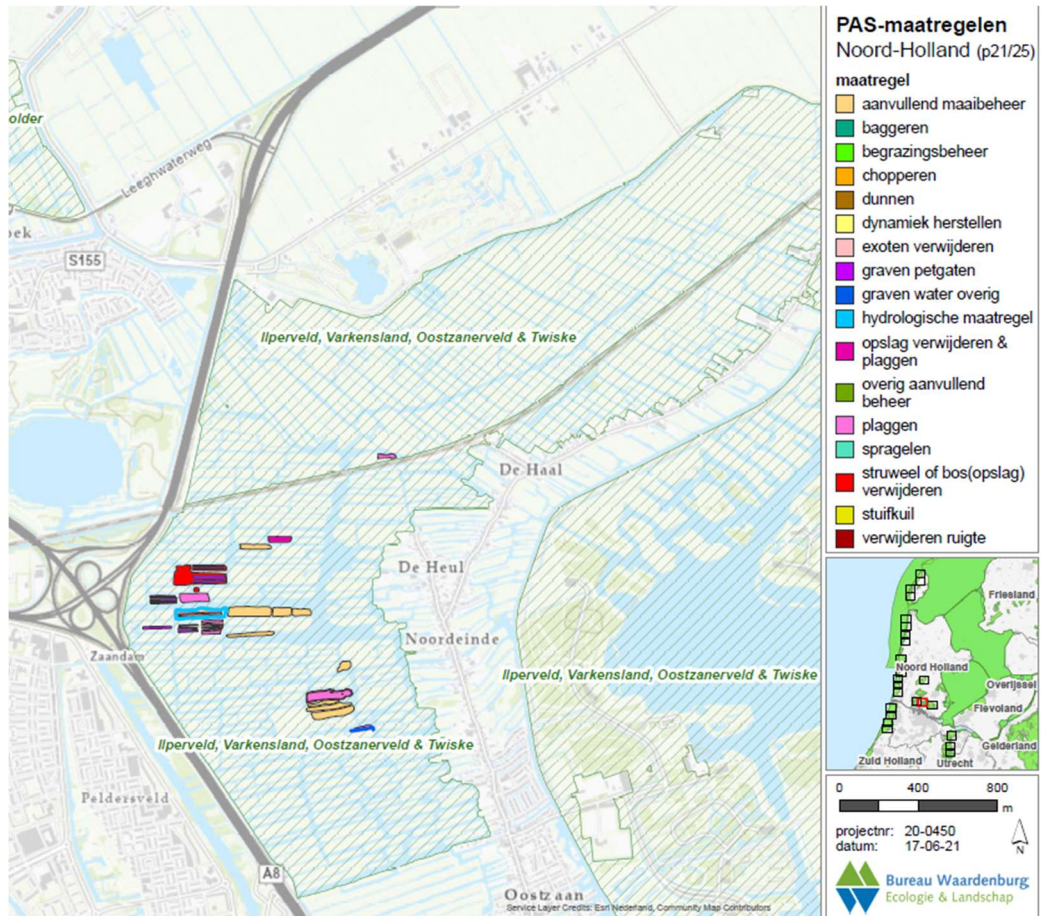 PAS-maatregelen
Noord-Holland (p21/25)
maatregel
aanvullend maaibeheer
baggeren
begrazingsbeheer
chopperen
dunnen
dynamiek herstellen
exoten verwijderen
graven petgaten
graven water overig
hydrologische maatregel
opslag verwijderen &
plaggen
overig aanvullend
beheer
plaggen
spragelen
struweel of bos(opslag)
verwijderen
stuifkuil
verwijderen ruigte
older
Leeghwaterweg
oek
S155
Ilperveld, Varkensland, Oostzanerveld & Twiske
De Haal
De Heul
Noordeinde
Zaandam
Ilperveld, Varkensland, Oostzanerveld & Twiske
Ilperveld, Varkensland, Oostzanerveld & Twiske
Peldersveld
A8
Oostzaan
Service Layer Credits: Esri Nederland, Community Map Contributors
Friesland
Noord Holland
Overijssel
Flevoland
Gelderland
Zuid Holland
Utrecht
0 400 800
m
projectnr: 20-0450
datum: 17-06-21
N
Bureau Waardenburg
Ecologie & Landschap